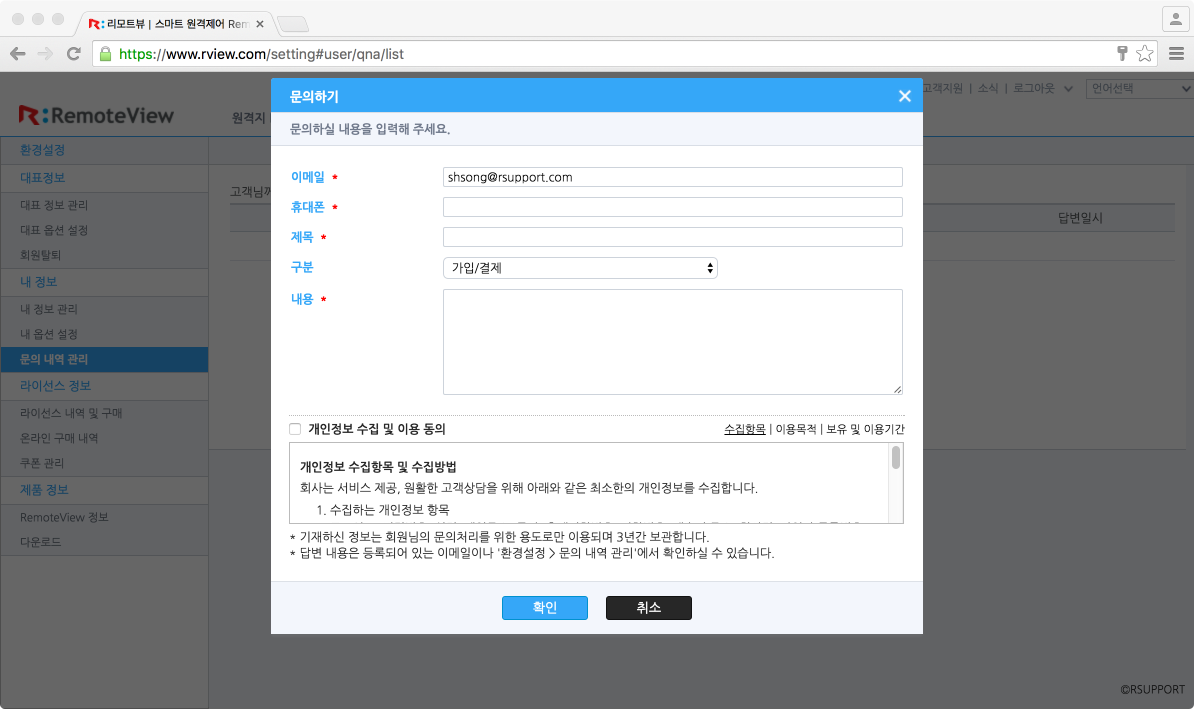 리모트뷰 | 스마트 원격제어 Rem
https://www.rview.com/setting#user/qna/list
고객지원 | 소식 | 로그아웃 언어선택
RemoteView 원격지
환경설정
대표정보
대표 정보 관리
대표 옵션 설정
회원탈퇴
내 정보
내 정보 관리
내 옵션 설정
문의 내역 관리
라이선스 정보
라이선스 내역 및 구매
온라인 구매 내역
쿠폰 관리
제품 정보
RemoteView 정보
다운로드
고객님께
답변일시
문의하기
문의하실 내용을 입력해 주세요.
이메일 * shsong@rsupport.com
휴대폰 *
제목 *
구분 가입/결제
내용 *
개인정보 수집 및 이용 동의 수집항목 | 이용목적 | 보유 및 이용기간
개인정보 수집항목 및 수집방법
회사는 서비스 제공, 원활한 고객상담을 위해 아래와 같은 최소한의 개인정보를 수집합니다.
1. 수집하는 개인정보 항목
* 기재하신 정보는 회원님의 문의처리를 위한 용도로만 이용되며 3년간 보관합니다.
* 답변 내용은 등록되어 있는 이메일이나 '환경설정 > 문의 내역 관리'에서 확인하실 수 있습니다.
확인 취소
©RSUPPORT